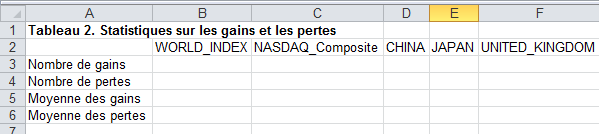 A B C D E F
1 Tableau 2. Statistiques sur les gains et les pertes
2 WORLD_INDEX NASDAQ_Composite CHINA JAPAN UNITED_KINGDOM
3 Nombre de gains
4 Nombre de pertes
5 Moyenne des gains
6 Moyenne des pertes
7